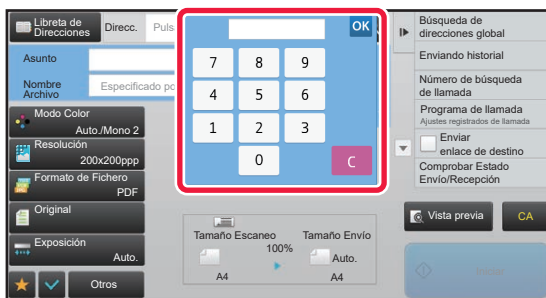 Libreta de
Direcciones
Direcc.
Puls
OK
Búsqueda de
direcciones global
Asunto
Enviando historial
Nombre
Archivo
Especificado po
Número de búsqueda
de llamada
7 8 9
4 5 6
1 2 3
0 C
Programa de llamada
Ajustes registrados de llamada
Modo Color
Auto./Mono 2
Enviar
enlace de destino
Resolución
200x200ppp
Comprobar Estado
Envío/Recepción
Formato de Fichero
PDF
Original
Vista previa
CA
Tamaño Escaneo
100%
Tamaño Envío
Auto.
A4
A4
Exposición
Auto.
Otros